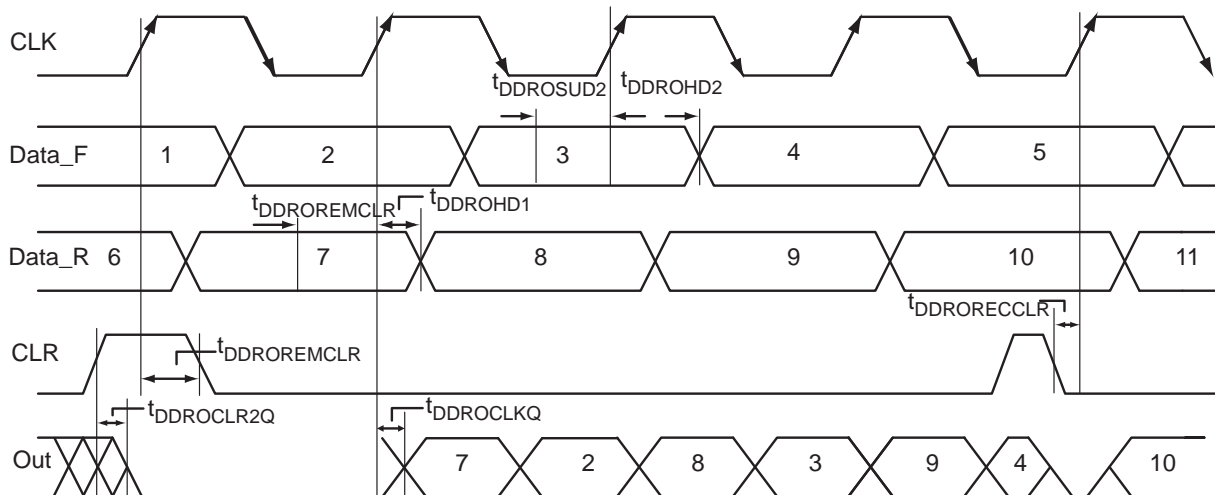 CLK
tDDROSUD2 tDDROHD2
Data_F 1 2 3 4 5
tDDROREMCLR tDDROHD1
Data_R 6 7 8 9 10 11
tDDRORECCLR
CLR tDDROREMCLR
tDDROCLR2Q tDDROCLKQ
Out 7 2 8 3 9 4 10